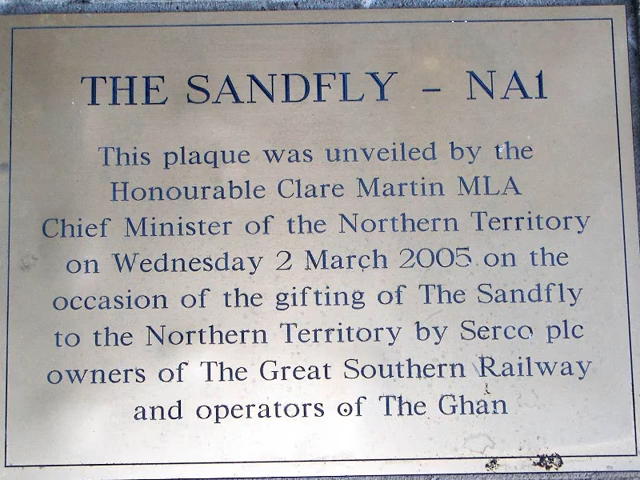 THE SANDFLY – NA1
This plaque was unveiled by the
Honourable Clare Martin MLA
Chief Minister of the Northern Territory
on Wednesday 2 March 2005 on the
occasion of the gifting of The Sandfly
to the Northern Territory by Serco plc
owners of The Great Southern Railway
and operators of The Ghan